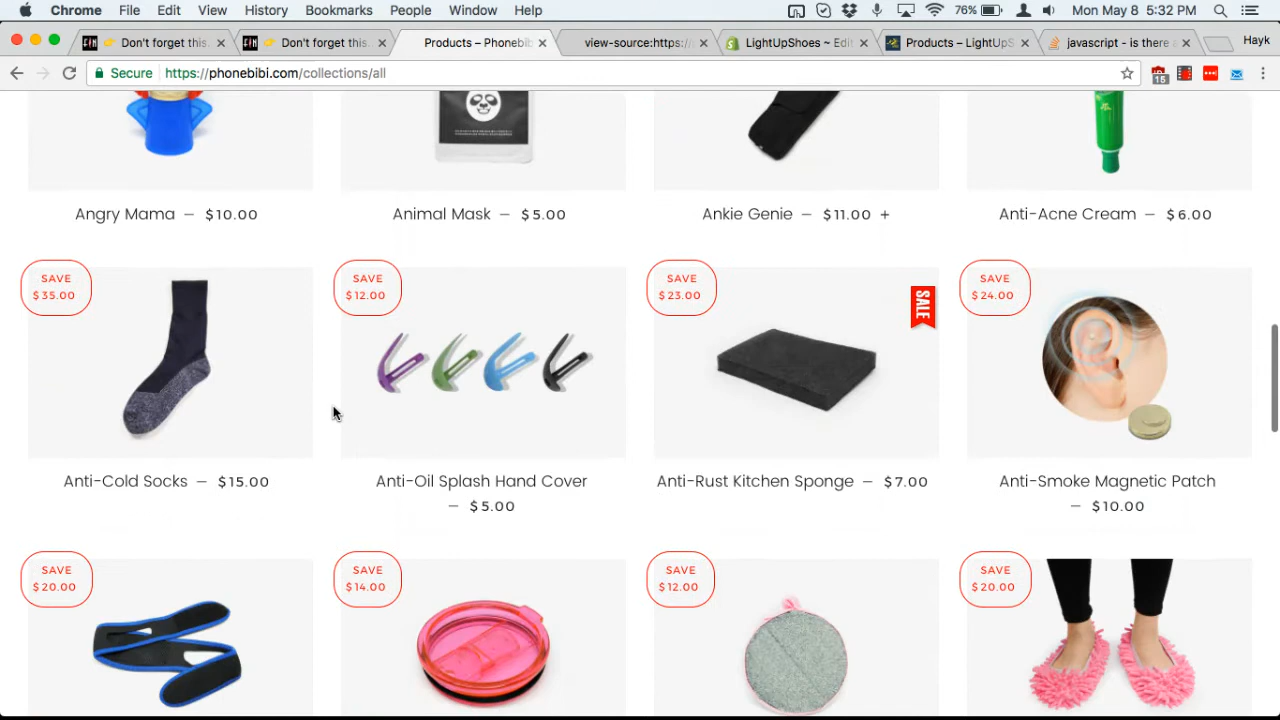 Chrome File Edit View History Bookmarks People Window Help 76% Mon May 8 5:32 PM
Don't forget this. × Don't forget this. × Products – Phonebib × view-source:https:// × LightUpShoes ~ Edit × Products – LightUpS × javascript - is there a × Hayk
Secure https://phonebibi.com/collections/all 15
Angry Mama – $10.00
Animal Mask – $5.00
Ankie Genie – $11.00 +
Anti-Acne Cream – $6.00
SAVE
$35.00
SAVE
$12.00
SAVE
$23.00
SALE
SAVE
$24.00
Anti-Cold Socks – $15.00
Anti-Oil Splash Hand Cover
– $5.00
Anti-Rust Kitchen Sponge – $7.00
Anti-Smoke Magnetic Patch
– $10.00
SAVE
$20.00
SAVE
$14.00
SAVE
$12.00
SAVE
$20.00